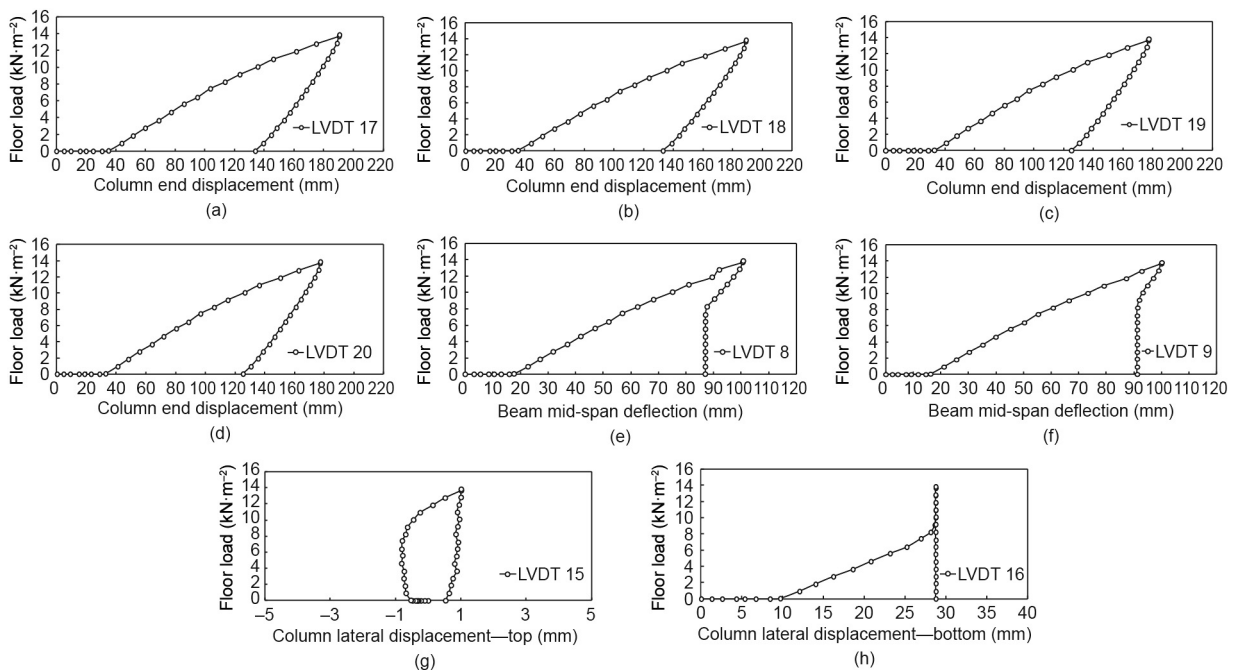 Floor load (kN·m⁻²)
16
14
12
10
8
6
4
2
0
0 20 40 60 80 100 120 140 160 180 200 220
LVDT 17
Column end displacement (mm)
(a)
Floor load (kN·m⁻²)
16
14
12
10
8
6
4
2
0
0 20 40 60 80 100 120 140 160 180 200 220
LVDT 18
Column end displacement (mm)
(b)
Floor load (kN·m⁻²)
16
14
12
10
8
6
4
2
0
0 20 40 60 80 100 120 140 160 180 200 220
LVDT 19
Column end displacement (mm)
(c)
Floor load (kN·m⁻²)
16
14
12
10
8
6
4
2
0
0 20 40 60 80 100 120 140 160 180 200 220
LVDT 20
Column end displacement (mm)
(d)
Floor load (kN·m⁻²)
16
14
12
10
8
6
4
2
0
0 10 20 30 40 50 60 70 80 90 100 110 120
LVDT 8
Beam mid-span deflection (mm)
(e)
Floor load (kN·m⁻²)
16
14
12
10
8
6
4
2
0
0 10 20 30 40 50 60 70 80 90 100 110 120
LVDT 9
Beam mid-span deflection (mm)
(f)
Floor load (kN·m⁻²)
16
14
12
10
8
6
4
2
0
–5 –3 –1 1 3 5
LVDT 15
Column lateral displacement—top (mm)
(g)
Floor load (kN·m⁻²)
16
14
12
10
8
6
4
2
0
0 5 10 15 20 25 30 35 40
LVDT 16
Column lateral displacement—bottom (mm)
(h)